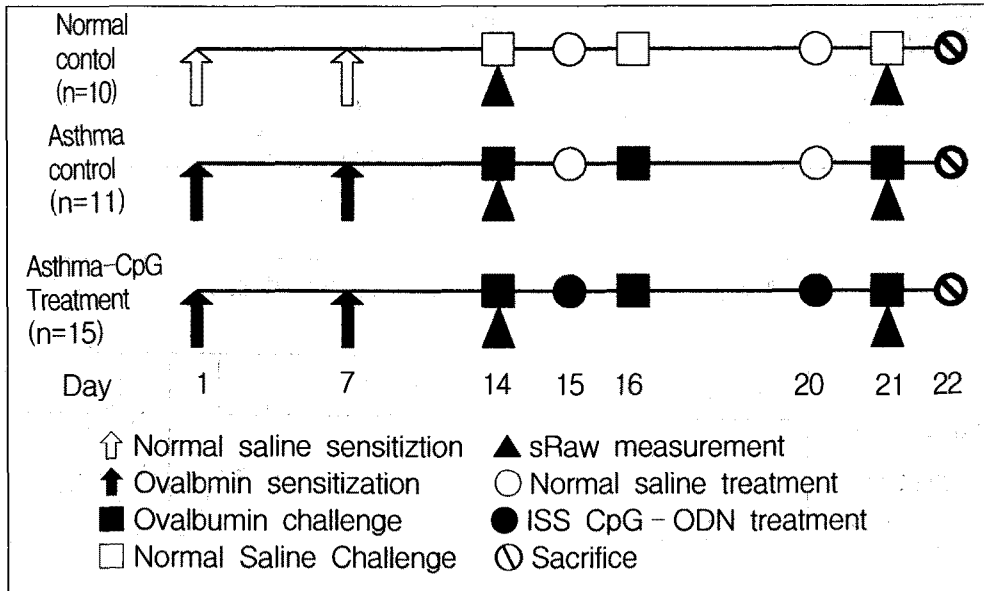 Normal
contol
(n=10)
Asthma
control
(n=11)
Asthma-CpG
Treatment
(n=15)
Day 1 7 14 15 16 20 21 22
Normal saline sensitiztion
sRaw measurement
Ovalbmin sensitization
Normal saline treatment
Ovalbumin challenge
ISS CpG-ODN treatment
Normal Saline Challenge
Sacrifice